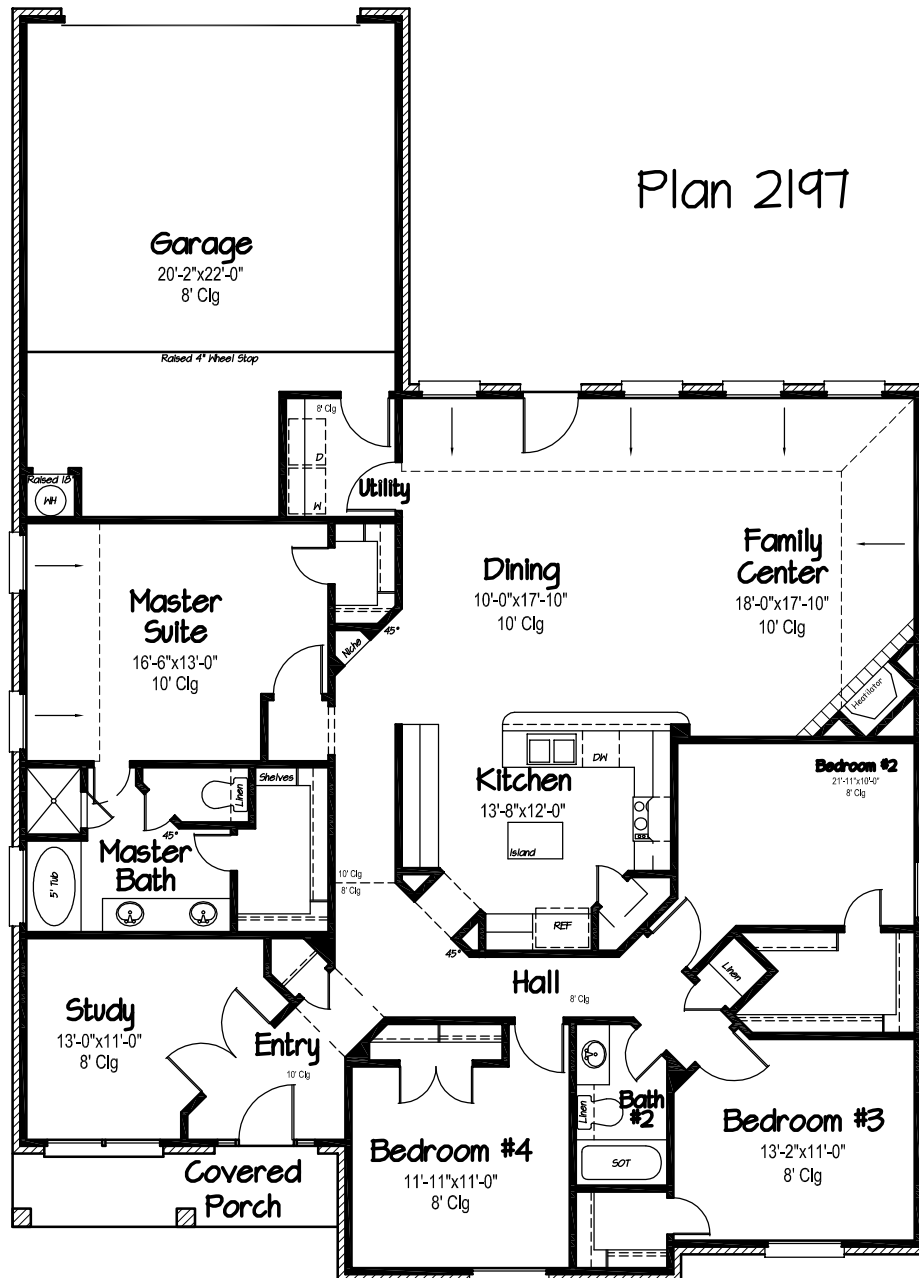 Plan 2197
Garage
20'-2"x22'-0"
8' Clg
Raised 4" Wheel Stop
8' Clg
D
W
Utility
Raised 18"
WH
Master
Suite
16'-6"x13'-0"
10' Clg
Niche
45°
Dining
10'-0"x17'-10"
10' Clg
Family
Center
18'-0"x17'-10"
10' Clg
Heatilator
Shelves
Linen
45°
Master
Bath
5' Tub
Kitchen
13'-8"x12'-0"
DW
Island
REF
10' Clg
8' Clg
45°
Bedroom #2
21'-11"x10'-0"
8' Clg
Linen
Hall
8' Clg
Study
13'-0"x11'-0"
8' Clg
Entry
10' Clg
Covered
Porch
Bedroom #4
11'-11"x11'-0"
8' Clg
Linen
Bath
#2
SOT
Bedroom #3
13'-2"x11'-0"
8' Clg